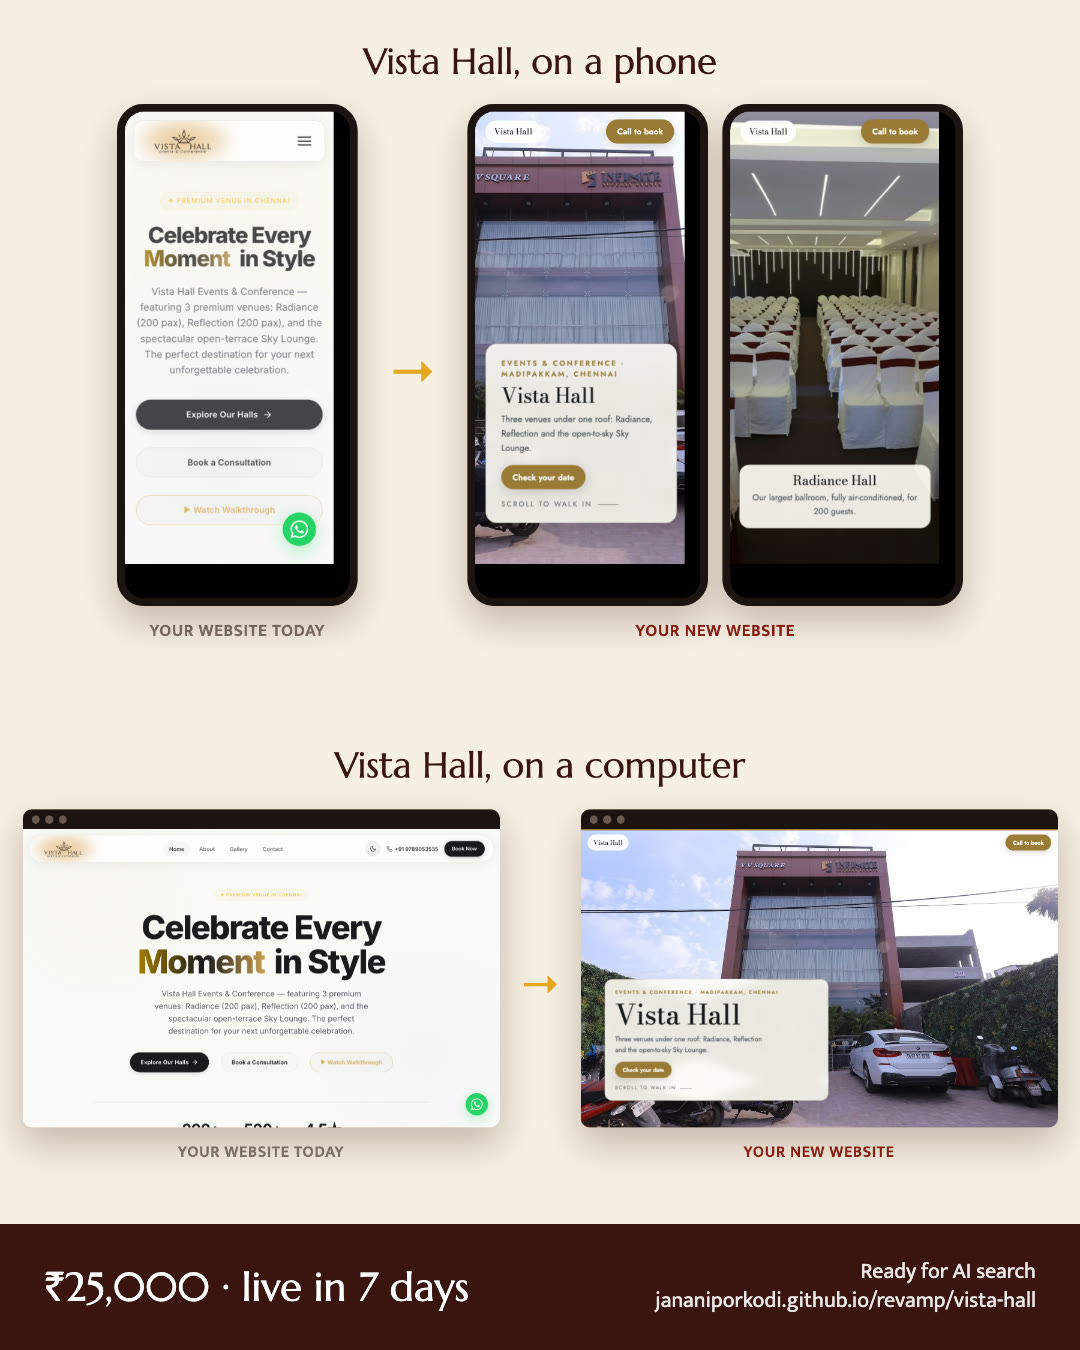 Vista Hall, on a phone
VISTA HALL
Events & Conference
✦ PREMIUM VENUE IN CHENNAI
Celebrate Every
Moment in Style
Vista Hall Events & Conference —
featuring 3 premium venues: Radiance
(200 pax), Reflection (200 pax), and the
spectacular open-terrace Sky Lounge.
The perfect destination for your next
unforgettable celebration.
Explore Our Halls →
Book a Consultation
▶ Watch Walkthrough
YOUR WEBSITE TODAY
Vista Hall
Call to book
V SQUARE
INFINITE
EVENTS & CONFERENCE ·
MADIPAKKAM, CHENNAI
Vista Hall
Three venues under one roof: Radiance,
Reflection and the open-to-sky Sky
Lounge.
Check your date
SCROLL TO WALK IN
Vista Hall
Call to book
Radiance Hall
Our largest ballroom, fully air-conditioned, for
200 guests.
YOUR NEW WEBSITE
Vista Hall, on a computer
VISTA HALL
Home
About
Gallery
Contact
+91 9789053535
Book Now
✦ PREMIUM VENUE IN CHENNAI
Celebrate Every
Moment in Style
Vista Hall Events & Conference — featuring 3 premium
venues: Radiance (200 pax), Reflection (200 pax), and the
spectacular open-terrace Sky Lounge. The perfect
destination for your next unforgettable celebration.
Explore Our Halls →
Book a Consultation
▶ Watch Walkthrough
YOUR WEBSITE TODAY
Vista Hall
Call to book
V V SQUARE
INFINITE
EVENTS & CONFERENCE · MADIPAKKAM, CHENNAI
Vista Hall
Three venues under one roof: Radiance, Reflection
and the open-to-sky Sky Lounge.
Check your date
SCROLL TO WALK IN
YOUR NEW WEBSITE
₹25,000 · live in 7 days
Ready for AI search
jananiporkodi.github.io/revamp/vista-hall